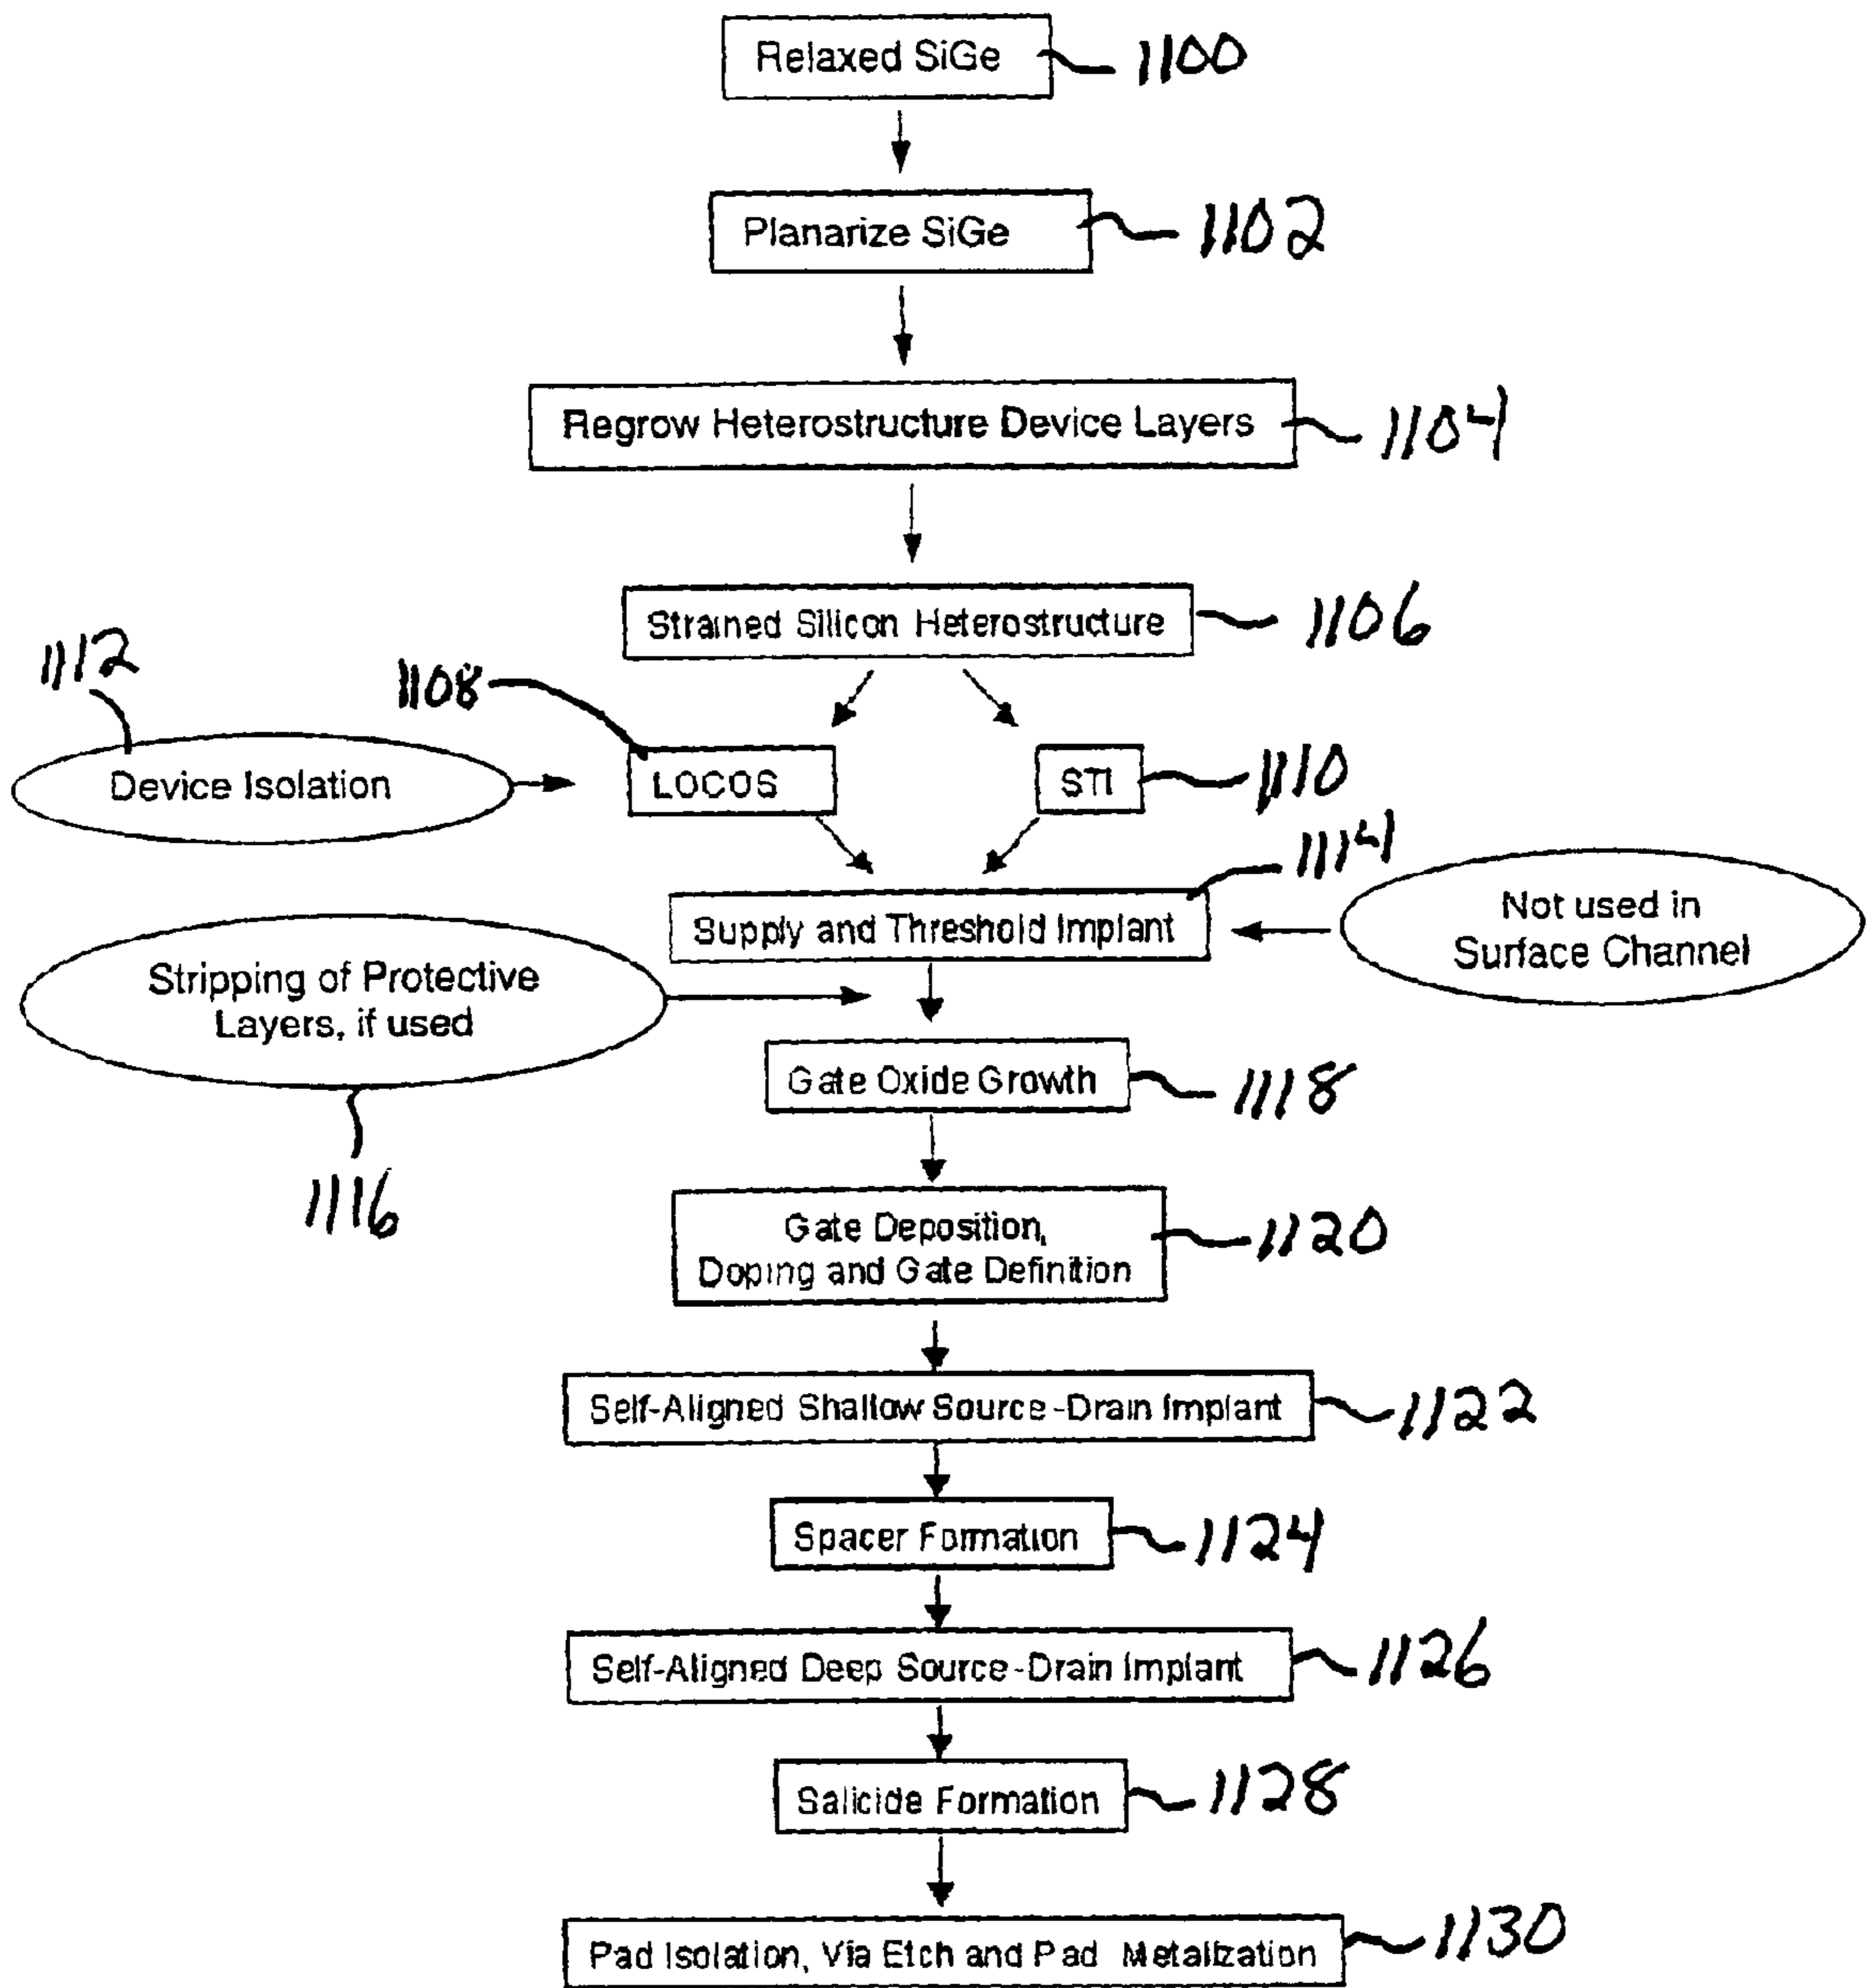 Relaxed SiGe
1100
Planarize SiGe
1102
Regrow Heterostructure Device Layers
1104
Strained Silicon Heterostructure
1106
1112
1108
Device Isolation
LOCOS
STI
1110
1114
Supply and Threshold Implant
Not used in
Surface Channel
Stripping of Protective
Layers, if used
1116
Gate Oxide Growth
1118
Gate Deposition,
Doping and Gate Definition
1120
Self-Aligned Shallow Source-Drain Implant
1122
Spacer Formation
1124
Self-Aligned Deep Source-Drain Implant
1126
Salicide Formation
1128
Pad Isolation, Via Etch and Pad Metalization
1130